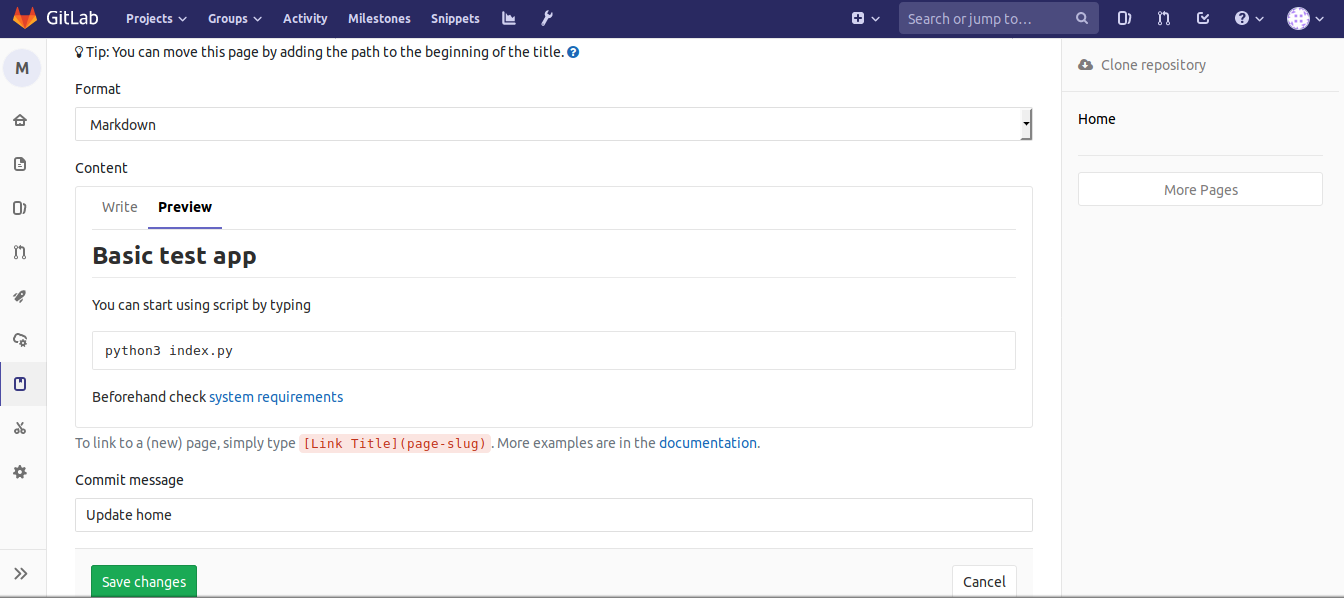 GitLab Projects Groups Activity Milestones Snippets Search or jump to...
M
Tip: You can move this page by adding the path to the beginning of the title.
Clone repository
Format
Markdown
Home
Content
More Pages
Write Preview
Basic test app
You can start using script by typing
python3 index.py
Beforehand check system requirements
To link to a (new) page, simply type [Link Title](page-slug). More examples are in the documentation.
Commit message
Update home
Save changes Cancel